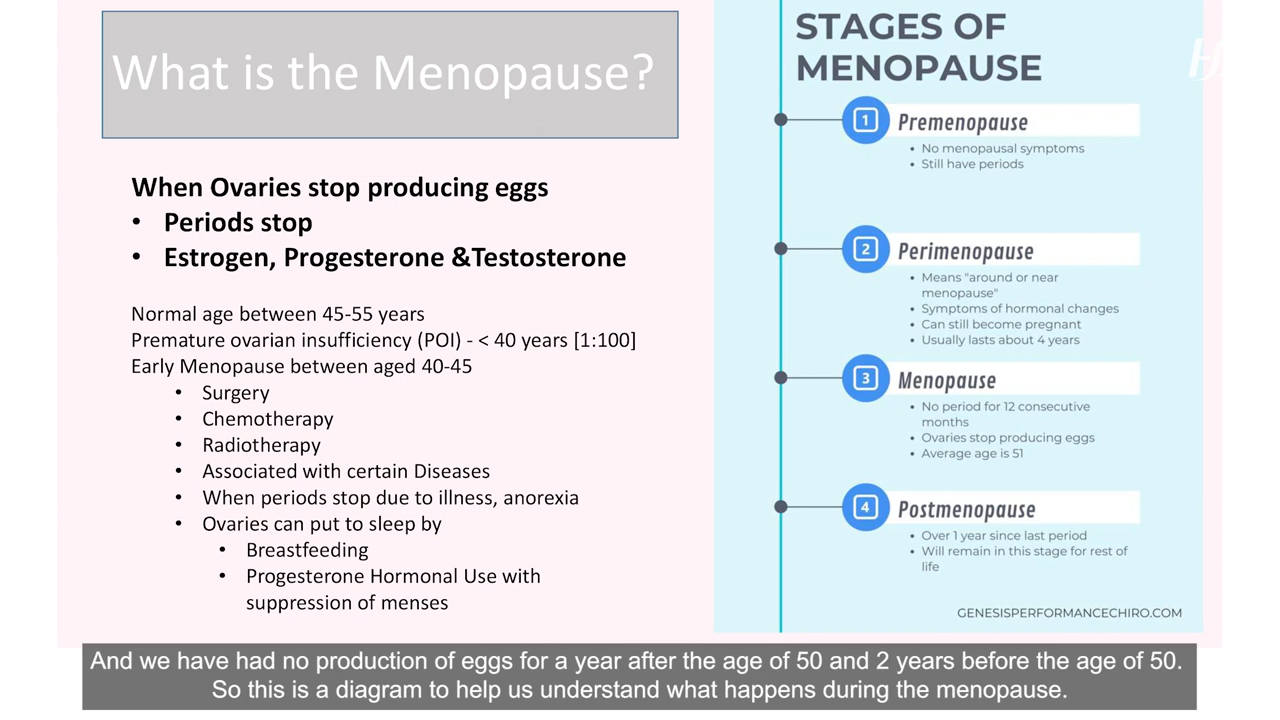 What is the Menopause?
When Ovaries stop producing eggs
• Periods stop
• Estrogen, Progesterone &Testosterone
Normal age between 45-55 years
Premature ovarian insufficiency (POI) - < 40 years [1:100]
Early Menopause between aged 40-45
• Surgery
• Chemotherapy
• Radiotherapy
• Associated with certain Diseases
• When periods stop due to illness, anorexia
• Ovaries can put to sleep by
• Breastfeeding
• Progesterone Hormonal Use with
suppression of menses
STAGES OF
MENOPAUSE
1 Premenopause
• No menopausal symptoms
• Still have periods
2 Perimenopause
• Means "around or near
menopause"
• Symptoms of hormonal changes
• Can still become pregnant
• Usually lasts about 4 years
3 Menopause
• No period for 12 consecutive
months
• Ovaries stop producing eggs
• Average age is 51
4 Postmenopause
• Over 1 year since last period
• Will remain in this stage for rest of
life
GENESISPERFORMANCECHIRO.COM
And we have had no production of eggs for a year after the age of 50 and 2 years before the age of 50.
So this is a diagram to help us understand what happens during the menopause.